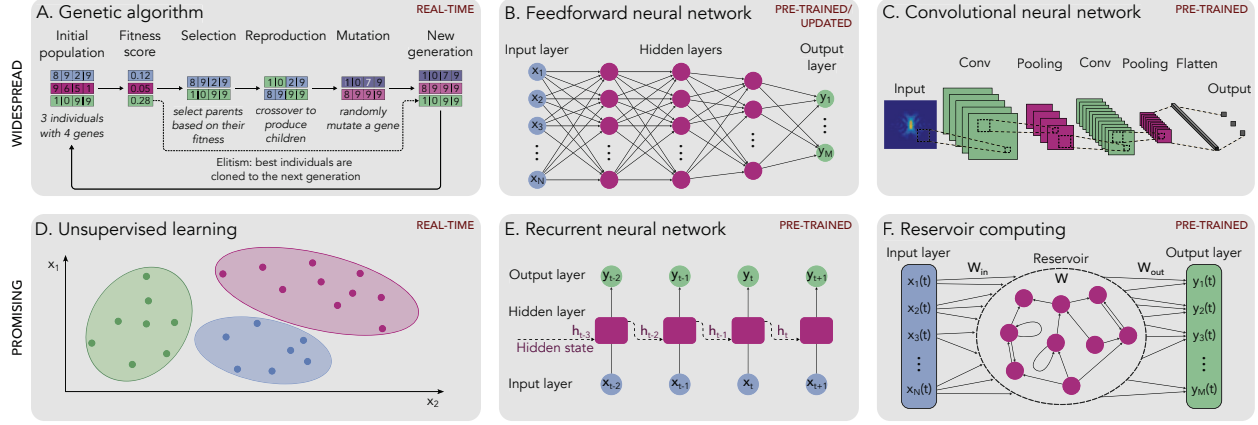 WIDESPREAD
A. Genetic algorithm
REAL-TIME
Initial population
Fitness score
Selection
Reproduction
Mutation
New generation
8 9 2 9
9 6 5 1
1 0 9 9
0.12
0.05
0.28
8 9 2 9
1 0 9 9
1 0 2 9
8 9 9 9
1 0 7 9
8 9 9 9
1 0 7 9
8 9 9 9
1 0 9 9
3 individuals
with 4 genes
select parents
based on their
fitness
crossover to
produce
children
randomly
mutate a gene
Elitism: best individuals are
cloned to the next generation
B. Feedforward neural network
PRE-TRAINED/
UPDATED
Input layer
Hidden layers
Output
layer
x1
x2
x3
xN
y1
yM
C. Convolutional neural network
PRE-TRAINED
Conv
Pooling
Conv
Pooling
Flatten
Input
Output
PROMISING
D. Unsupervised learning
REAL-TIME
x1
x2
E. Recurrent neural network
PRE-TRAINED
Output layer
yt-2
yt-1
yt
yt+1
Hidden layer
ht-3
ht-2
ht-1
ht
Hidden state
Input layer
xt-2
xt-1
xt
xt+1
F. Reservoir computing
PRE-TRAINED
Input layer
Reservoir
Output layer
Win
W
Wout
x1(t)
x2(t)
x3(t)
xN(t)
y1(t)
y2(t)
y3(t)
yM(t)